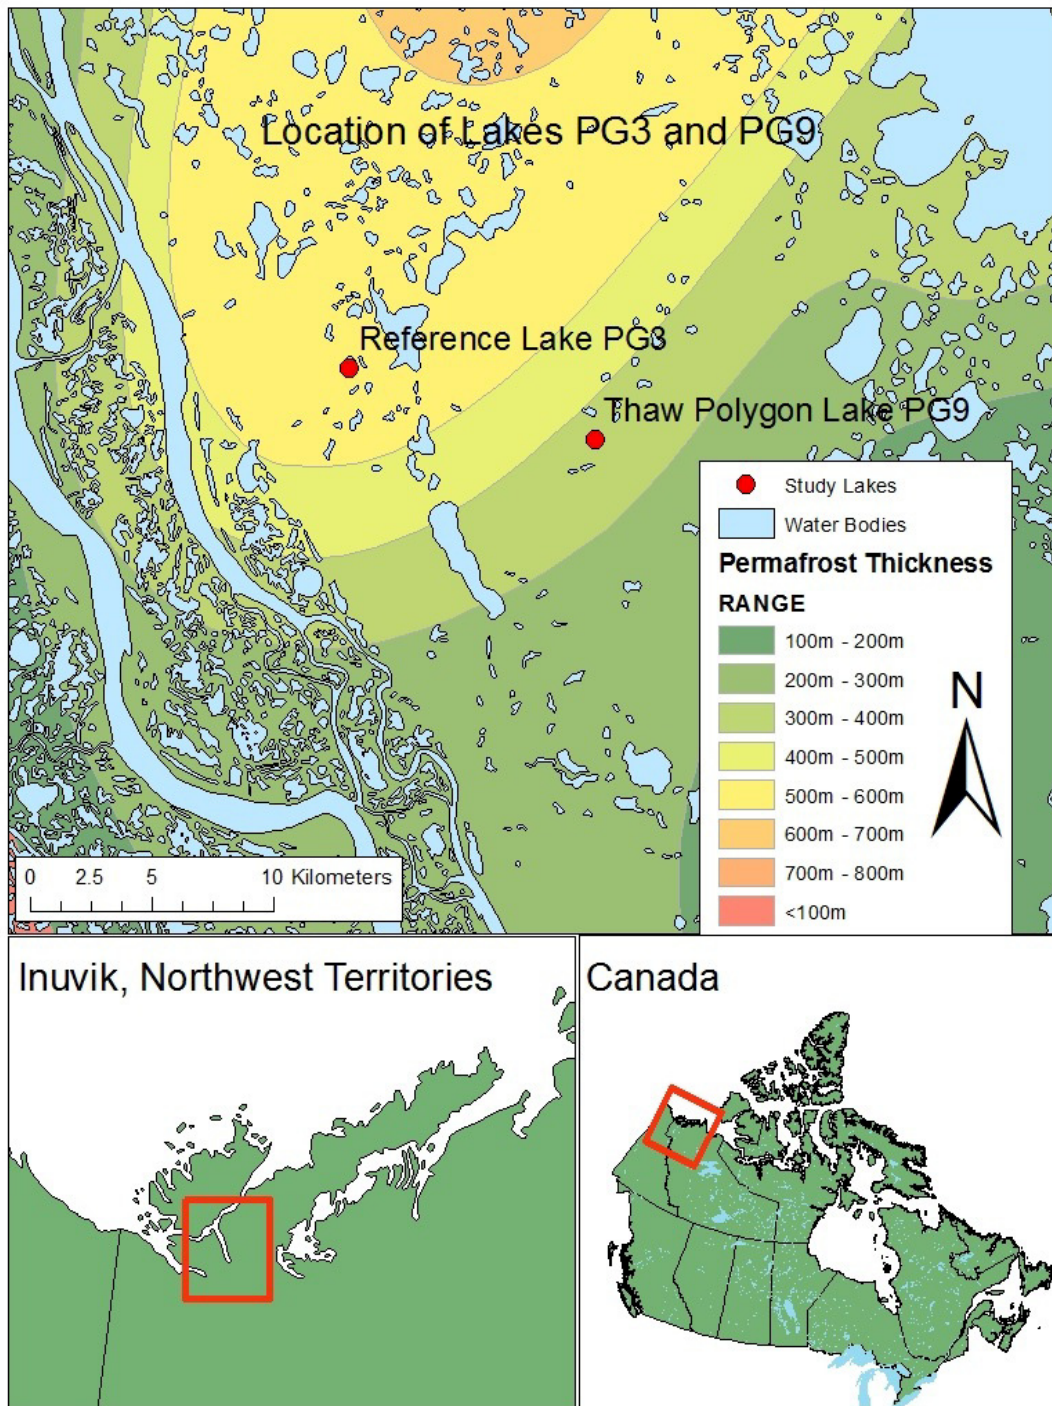 Location of Lakes PG3 and PG9
Reference Lake PG3
Thaw Polygon Lake PG9
Study Lakes
Water Bodies
Permafrost Thickness
RANGE
100m - 200m
200m - 300m
300m - 400m
400m - 500m
500m - 600m
600m - 700m
700m - 800m
<100m
N
0 2.5 5 10 Kilometers
Inuvik, Northwest Territories
Canada